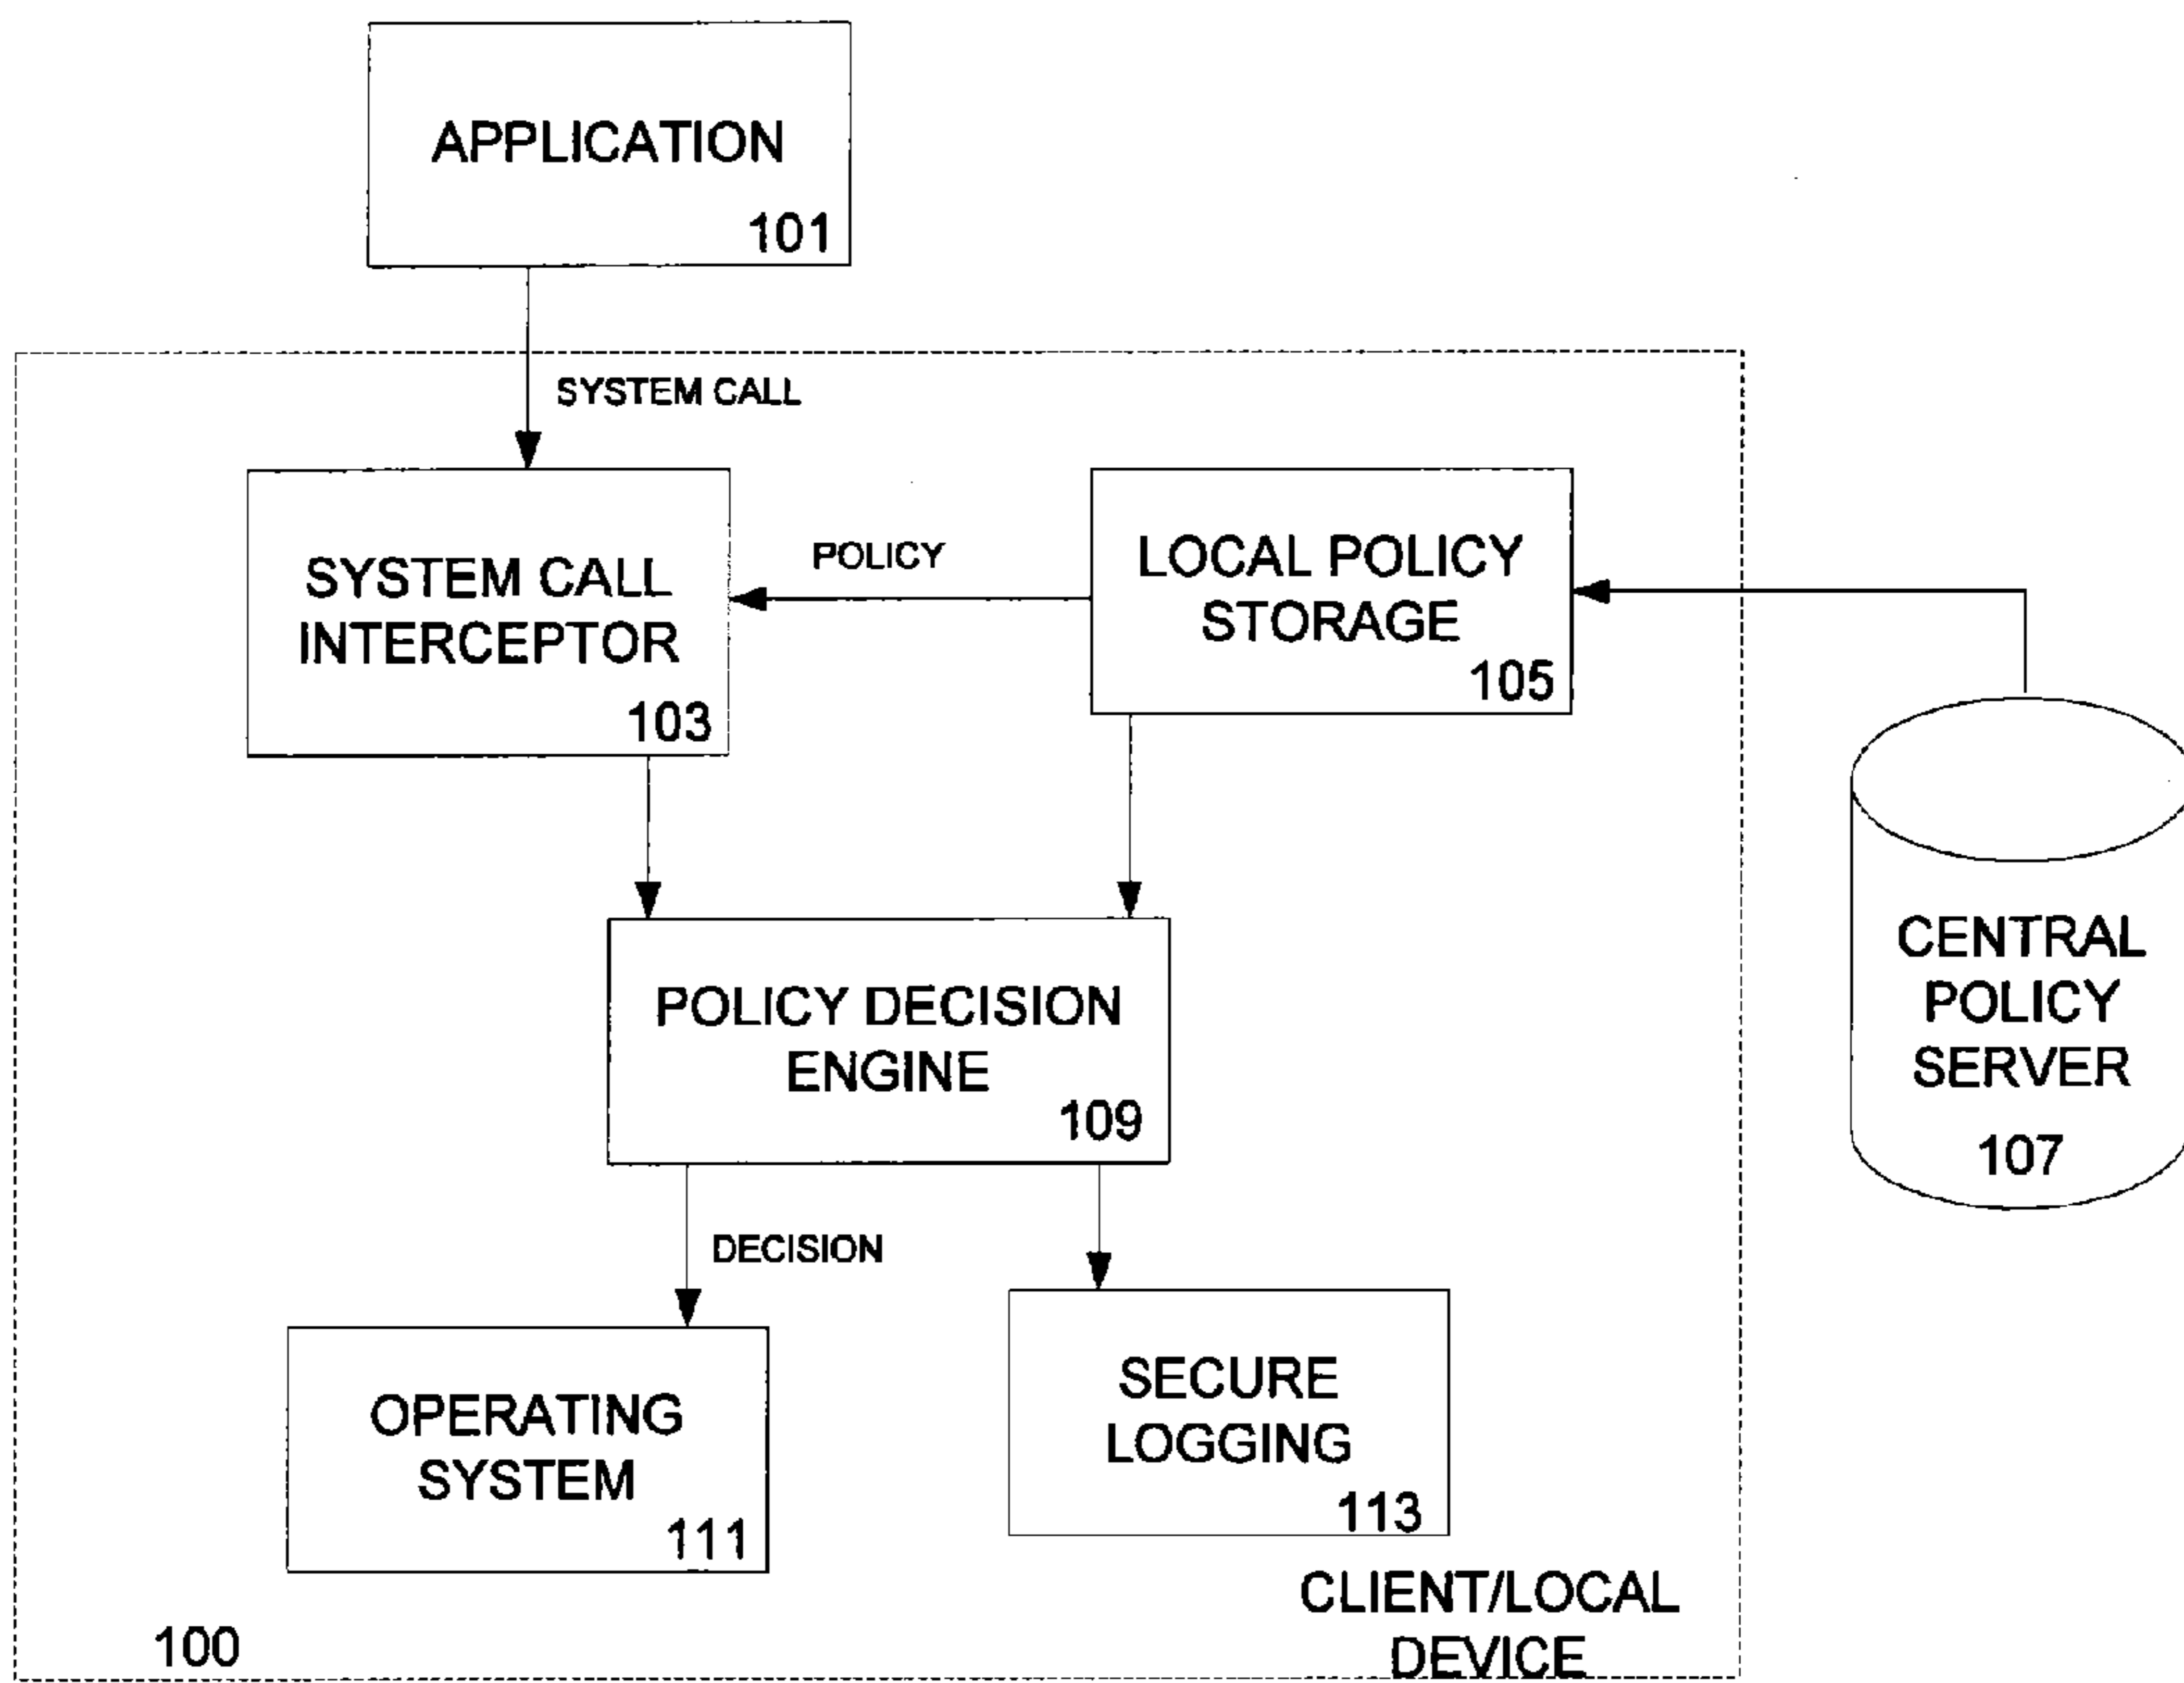 APPLICATION
101
SYSTEM CALL
SYSTEM CALL
INTERCEPTOR
103
POLICY
LOCAL POLICY
STORAGE
105
POLICY DECISION
ENGINE
109
CENTRAL
POLICY
SERVER
107
DECISION
OPERATING
SYSTEM
111
SECURE
LOGGING
113
CLIENT/LOCAL
DEVICE
100